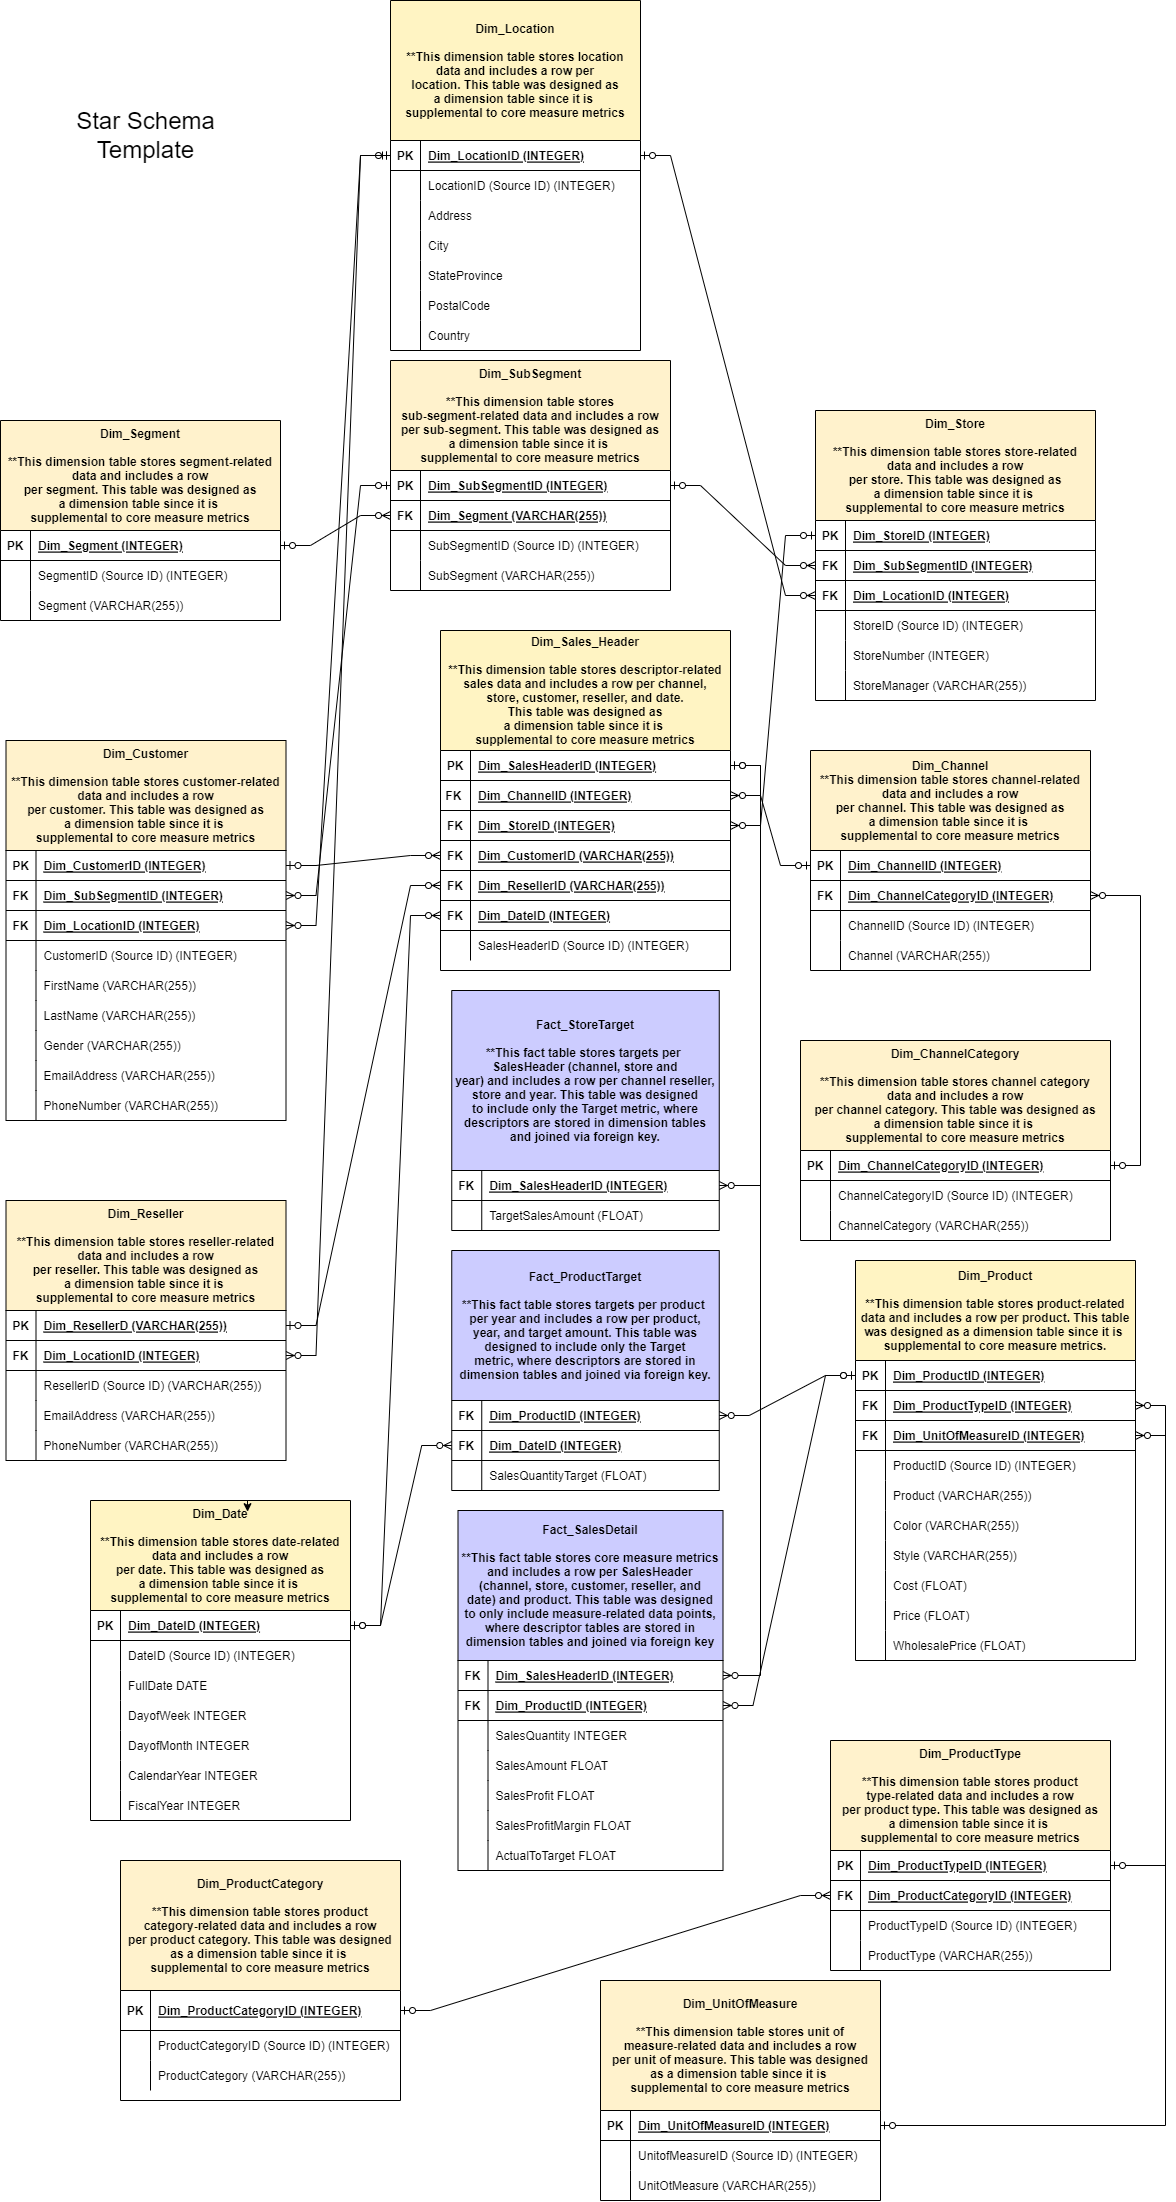 Star Schema
Template
Dim_Location
**This dimension table stores location
data and includes a row per
location. This table was designed as
a dimension table since it is
supplemental to core measure metrics
PK Dim_LocationID (INTEGER)
LocationID (Source ID) (INTEGER)
Address
City
StateProvince
PostalCode
Country
Dim_SubSegment
**This dimension table stores
sub-segment-related data and includes a row
per sub-segment. This table was designed as
a dimension table since it is
supplemental to core measure metrics
PK Dim_SubSegmentID (INTEGER)
FK Dim_Segment (VARCHAR(255))
SubSegmentID (Source ID) (INTEGER)
SubSegment (VARCHAR(255))
Dim_Segment
**This dimension table stores segment-related
data and includes a row
per segment. This table was designed as
a dimension table since it is
supplemental to core measure metrics
PK Dim_Segment (INTEGER)
SegmentID (Source ID) (INTEGER)
Segment (VARCHAR(255))
Dim_Store
**This dimension table stores store-related
data and includes a row
per store. This table was designed as
a dimension table since it is
supplemental to core measure metrics
PK Dim_StoreID (INTEGER)
FK Dim_SubSegmentID (INTEGER)
FK Dim_LocationID (INTEGER)
StoreID (Source ID) (INTEGER)
StoreNumber (INTEGER)
StoreManager (VARCHAR(255))
Dim_Sales_Header
**This dimension table stores descriptor-related
sales data and includes a row per channel,
store, customer, reseller, and date.
This table was designed as
a dimension table since it is
supplemental to core measure metrics
PK Dim_SalesHeaderID (INTEGER)
FK Dim_ChannelID (INTEGER)
FK Dim_StoreID (INTEGER)
FK Dim_CustomerID (VARCHAR(255))
FK Dim_ResellerID (VARCHAR(255))
FK Dim_DateID (INTEGER)
SalesHeaderID (Source ID) (INTEGER)
Dim_Customer
**This dimension table stores customer-related
data and includes a row
per customer. This table was designed as
a dimension table since it is
supplemental to core measure metrics
PK Dim_CustomerID (INTEGER)
FK Dim_SubSegmentID (INTEGER)
FK Dim_LocationID (INTEGER)
CustomerID (Source ID) (INTEGER)
FirstName (VARCHAR(255))
LastName (VARCHAR(255))
Gender (VARCHAR(255))
EmailAddress (VARCHAR(255))
PhoneNumber (VARCHAR(255))
Dim_Channel
**This dimension table stores channel-related
data and includes a row
per channel. This table was designed as
a dimension table since it is
supplemental to core measure metrics
PK Dim_ChannelID (INTEGER)
FK Dim_ChannelCategoryID (INTEGER)
ChannelID (Source ID) (INTEGER)
Channel (VARCHAR(255))
Fact_StoreTarget
**This fact table stores targets per
SalesHeader (channel, store and
year) and includes a row per channel reseller,
store and year. This table was designed
to include only the Target metric, where
descriptors are stored in dimension tables
and joined via foreign key.
FK Dim_SalesHeaderID (INTEGER)
TargetSalesAmount (FLOAT)
Dim_ChannelCategory
**This dimension table stores channel category
data and includes a row
per channel category. This table was designed as
a dimension table since it is
supplemental to core measure metrics
PK Dim_ChannelCategoryID (INTEGER)
ChannelCategoryID (Source ID) (INTEGER)
ChannelCategory (VARCHAR(255))
Dim_Reseller
**This dimension table stores reseller-related
data and includes a row
per reseller. This table was designed as
a dimension table since it is
supplemental to core measure metrics
PK Dim_ResellerD (VARCHAR(255))
FK Dim_LocationID (INTEGER)
ResellerID (Source ID) (VARCHAR(255))
EmailAddress (VARCHAR(255))
PhoneNumber (VARCHAR(255))
Fact_ProductTarget
**This fact table stores targets per product
per year and includes a row per product,
year, and target amount. This table was
designed to include only the Target
metric, where descriptors are stored in
dimension tables and joined via foreign key.
FK Dim_ProductID (INTEGER)
FK Dim_DateID (INTEGER)
SalesQuantityTarget (FLOAT)
Dim_Product
**This dimension table stores product-related
data and includes a row per product. This table
was designed as a dimension table since it is
supplemental to core measure metrics.
PK Dim_ProductID (INTEGER)
FK Dim_ProductTypeID (INTEGER)
FK Dim_UnitOfMeasureID (INTEGER)
ProductID (Source ID) (INTEGER)
Product (VARCHAR(255))
Color (VARCHAR(255))
Style (VARCHAR(255))
Cost (FLOAT)
Price (FLOAT)
WholesalePrice (FLOAT)
Dim_Date
**This dimension table stores date-related
data and includes a row
per date. This table was designed as
a dimension table since it is
supplemental to core measure metrics
PK Dim_DateID (INTEGER)
DateID (Source ID) (INTEGER)
FullDate DATE
DayofWeek INTEGER
DayofMonth INTEGER
CalendarYear INTEGER
FiscalYear INTEGER
Fact_SalesDetail
**This fact table stores core measure metrics
and includes a row per SalesHeader
(channel, store, customer, reseller, and
date) and product. This table was designed
to only include measure-related data points,
where descriptor tables are stored in
dimension tables and joined via foreign key
FK Dim_SalesHeaderID (INTEGER)
FK Dim_ProductID (INTEGER)
SalesQuantity INTEGER
SalesAmount FLOAT
SalesProfit FLOAT
SalesProfitMargin FLOAT
ActualToTarget FLOAT
Dim_ProductType
**This dimension table stores product
type-related data and includes a row
per product type. This table was designed as
a dimension table since it is
supplemental to core measure metrics
PK Dim_ProductTypeID (INTEGER)
FK Dim_ProductCategoryID (INTEGER)
ProductTypeID (Source ID) (INTEGER)
ProductType (VARCHAR(255))
Dim_ProductCategory
**This dimension table stores product
category-related data and includes a row
per product category. This table was designed
as a dimension table since it is
supplemental to core measure metrics
PK Dim_ProductCategoryID (INTEGER)
ProductCategoryID (Source ID) (INTEGER)
ProductCategory (VARCHAR(255))
Dim_UnitOfMeasure
**This dimension table stores unit of
measure-related data and includes a row
per unit of measure. This table was designed
as a dimension table since it is
supplemental to core measure metrics
PK Dim_UnitOfMeasureID (INTEGER)
UnitofMeasureID (Source ID) (INTEGER)
UnitOtMeasure (VARCHAR(255))